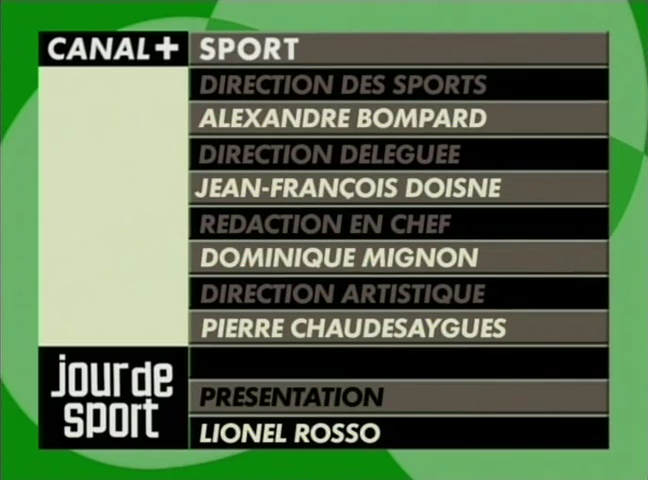 CANAL+ SPORT
DIRECTION DES SPORTS
ALEXANDRE BOMPARD
DIRECTION DELEGUEE
JEAN-FRANÇOIS DOISNE
REDACTION EN CHEF
DOMINIQUE MIGNON
DIRECTION ARTISTIQUE
PIERRE CHAUDESAYGUES
jour de
sport
PRESENTATION
LIONEL ROSSO